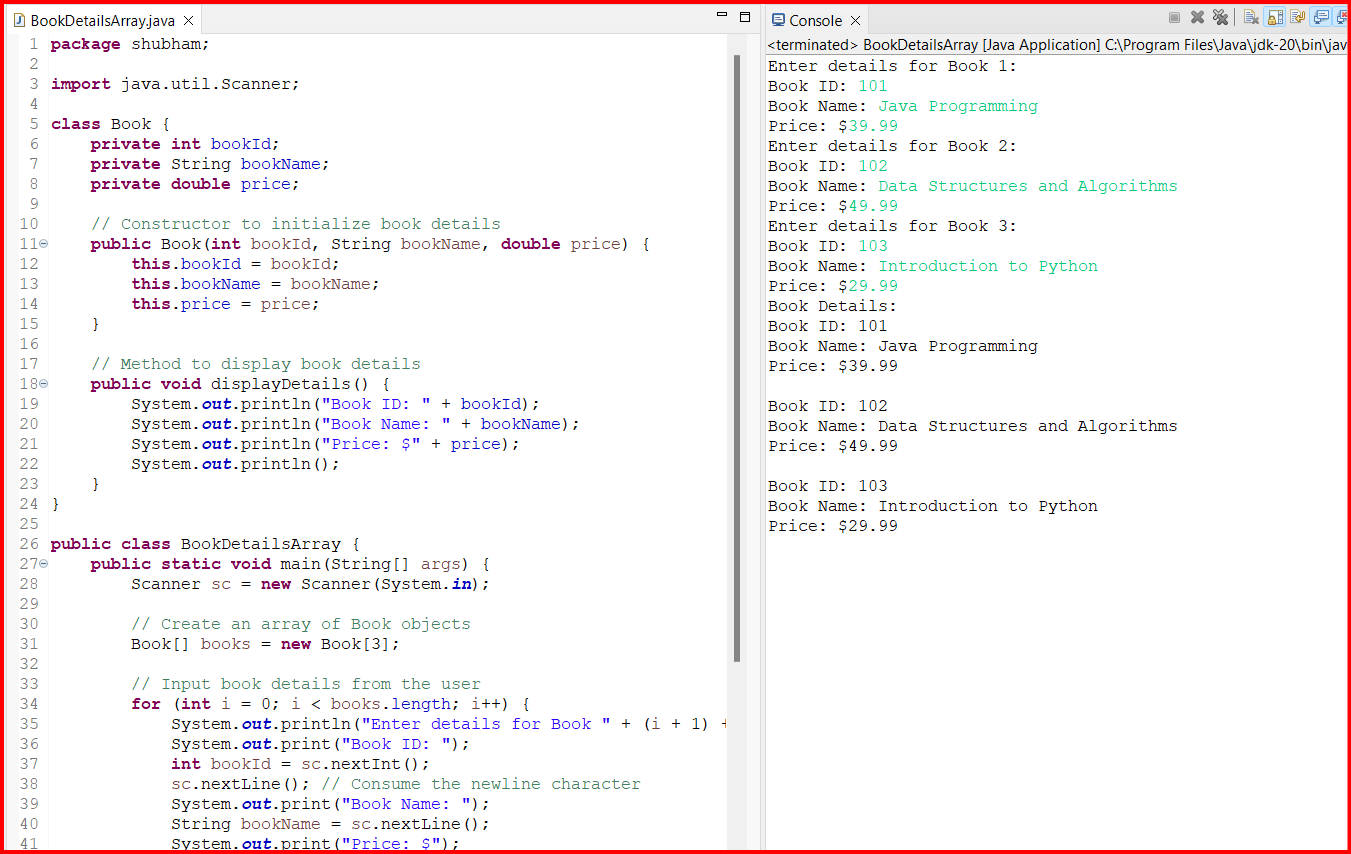 BookDetailsArray.java
1 package shubham;
2
3 import java.util.Scanner;
4
5 class Book {
6     private int bookId;
7     private String bookName;
8     private double price;
9
10     // Constructor to initialize book details
11     public Book(int bookId, String bookName, double price) {
12         this.bookId = bookId;
13         this.bookName = bookName;
14         this.price = price;
15     }
16
17     // Method to display book details
18     public void displayDetails() {
19         System.out.println("Book ID: " + bookId);
20         System.out.println("Book Name: " + bookName);
21         System.out.println("Price: $" + price);
22         System.out.println();
23     }
24 }
25
26 public class BookDetailsArray {
27     public static void main(String[] args) {
28         Scanner sc = new Scanner(System.in);
29
30         // Create an array of Book objects
31         Book[] books = new Book[3];
32
33         // Input book details from the user
34         for (int i = 0; i < books.length; i++) {
35             System.out.println("Enter details for Book " + (i + 1) +
36             System.out.print("Book ID: ");
37             int bookId = sc.nextInt();
38             sc.nextLine(); // Consume the newline character
39             System.out.print("Book Name: ");
40             String bookName = sc.nextLine();
41             System.out.print("Price: $");
Console
<terminated> BookDetailsArray [Java Application] C:\Program Files\Java\jdk-20\bin\jav
Enter details for Book 1:
Book ID: 101
Book Name: Java Programming
Price: $39.99
Enter details for Book 2:
Book ID: 102
Book Name: Data Structures and Algorithms
Price: $49.99
Enter details for Book 3:
Book ID: 103
Book Name: Introduction to Python
Price: $29.99
Book Details:
Book ID: 101
Book Name: Java Programming
Price: $39.99

Book ID: 102
Book Name: Data Structures and Algorithms
Price: $49.99

Book ID: 103
Book Name: Introduction to Python
Price: $29.99